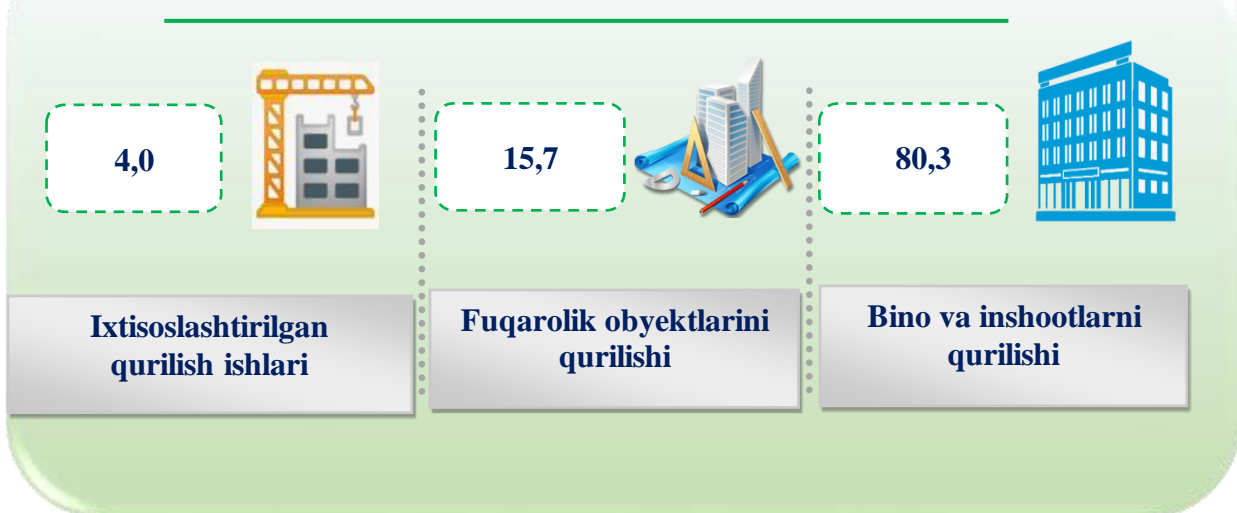 4,0
15,7
80,3
Ixtisoslashtirilgan
qurilish ishlari
Fuqarolik obyektlarini
qurilishi
Bino va inshootlarni
qurilishi